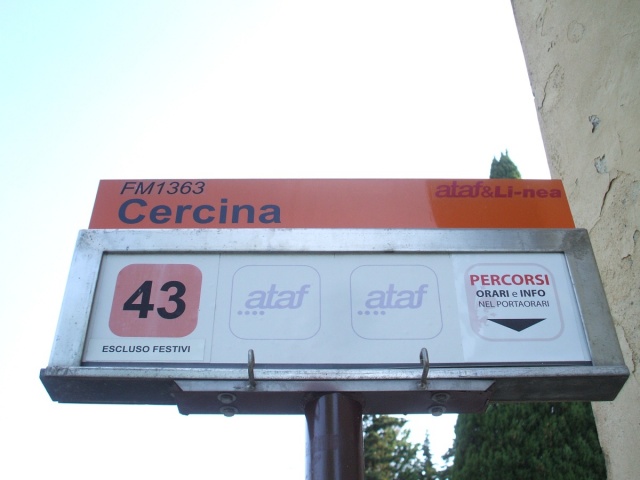 FM1363
Cercina
ataf&Li-nea
43
ESCLUSO FESTIVI
ataf
ataf
PERCORSI
ORARI e INFO
NEL PORTAORARI